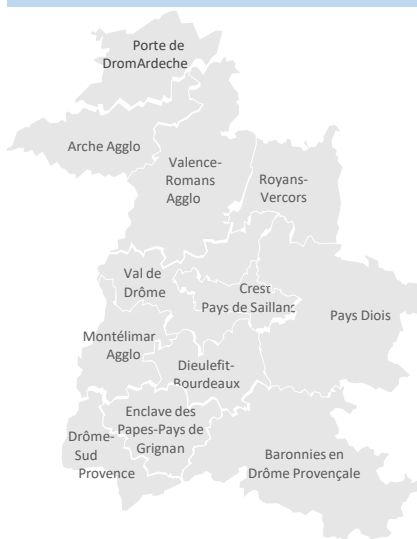 Porte de
DromArdeche
Arche Agglo
Valence-
Romans
Agglo
Royans-
Vercors
Val de
Drôme
Crest
Pays de Saillans
Pays Diois
Montélimar
Agglo
Dieulefit-
Bourdeaux
Enclave des
Papes-Pays de
Grignan
Drôme-
Sud
Provence
Baronnies en
Drôme Provençale